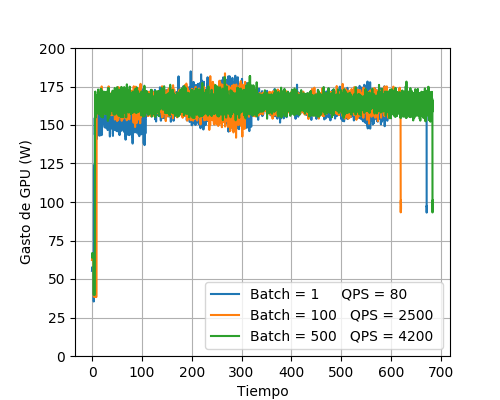 200
175
150
125
100
75
50
25
0
Gasto de GPU (W)
Batch = 1 QPS = 80
Batch = 100 QPS = 2500
Batch = 500 QPS = 4200
0 100 200 300 400 500 600 700
Tiempo